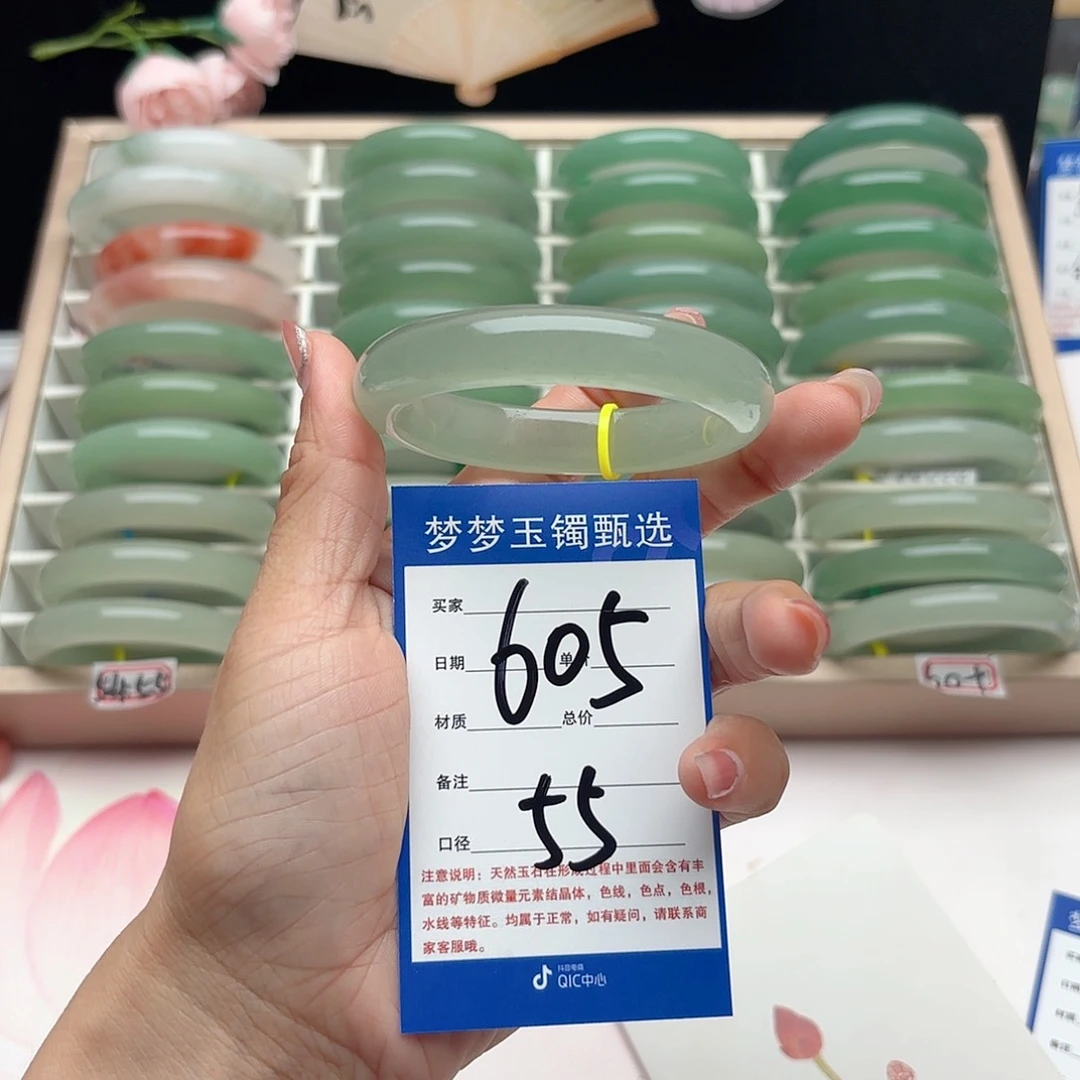 梦梦玉镯甄选
买家
605
日期
材质 总价
备注
55
口径
注意说明：天然玉石在形成过程中里面会含有丰
富的矿物质微量元素结晶体，色线，色点，色根，
水线等特征。均属于正常，如有疑问，请联系商
家客服哦。
抖音电商
QIC中心